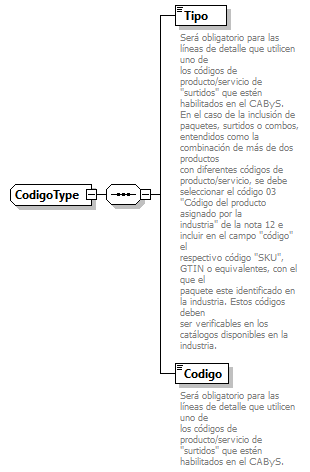 Tipo
Será obligatorio para las
líneas de detalle que utilicen
uno de
los códigos de
producto/servicio de
"surtidos" que estén
habilitados en el CAByS.
En el caso de la inclusión de
paquetes, surtidos o combos,
entendidos como la
combinación de más de dos
productos
con diferentes códigos de
producto/servicio, se debe
seleccionar el código 03
"Código del producto
asignado por la
industria" de la nota 12 e
incluir en el campo "código"
el
respectivo código "SKU",
GTIN o equivalentes, con el
que el
paquete este identificado en
la industria. Estos códigos
deben
ser verificables en los
catálogos disponibles en la
industria.
CodigoType
Codigo
Será obligatorio para las
líneas de detalle que utilicen
uno de
los códigos de
producto/servicio de
"surtidos" que estén
habilitados en el CAByS.